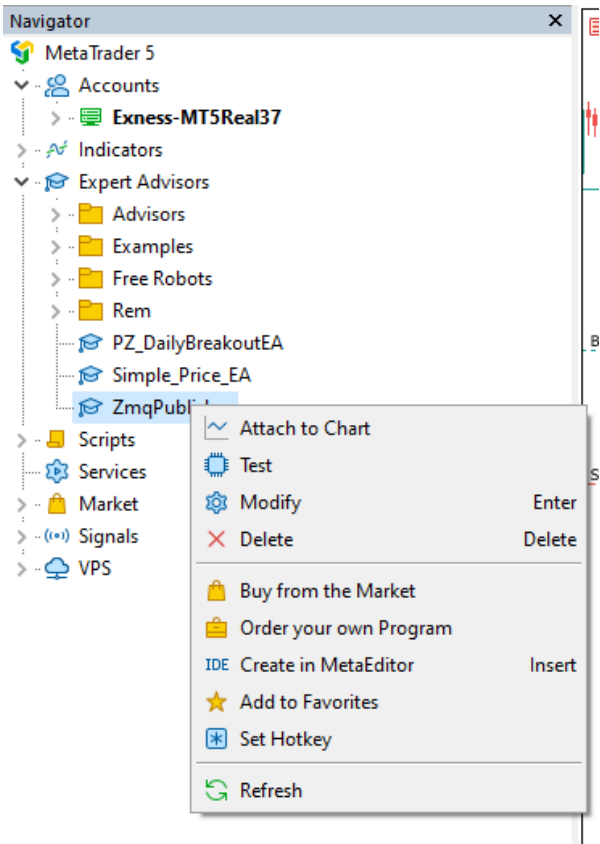 Navigator
MetaTrader 5
Accounts
Exness-MT5Real37
Indicators
Expert Advisors
Advisors
Examples
Free Robots
Rem
PZ_DailyBreakoutEA
Simple_Price_EA
Scripts
Services
Market
Signals
VPS
Attach to Chart
Test
Modify Enter
Delete Delete
Buy from the Market
Order your own Program
IDE Create in MetaEditor Insert
Add to Favorites
Set Hotkey
Refresh